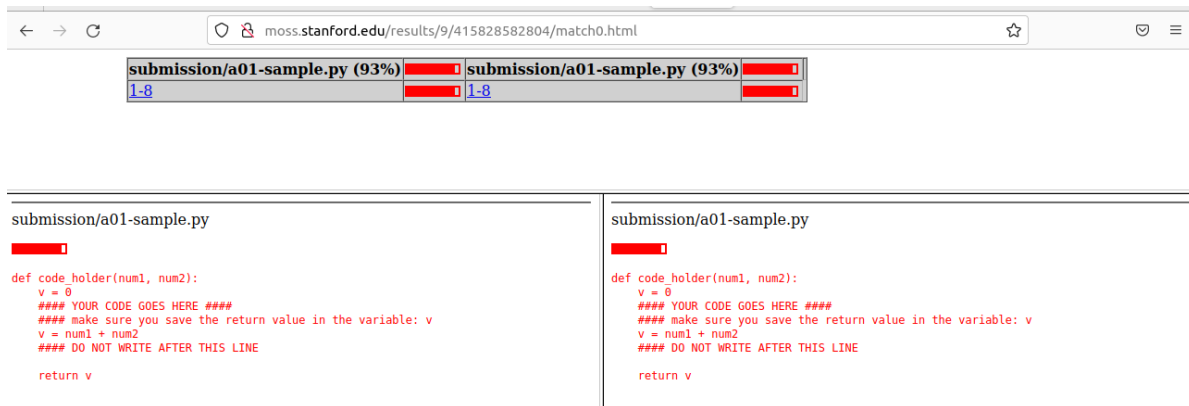 moss.stanford.edu/results/9/415828582804/match0.html
submission/a01-sample.py (93%) submission/a01-sample.py (93%)
1-8 1-8
submission/a01-sample.py
def code_holder(num1, num2):
    v = 0
    #### YOUR CODE GOES HERE ####
    #### make sure you save the return value in the variable: v
    v = num1 + num2
    #### DO NOT WRITE AFTER THIS LINE
    return v
submission/a01-sample.py
def code_holder(num1, num2):
    v = 0
    #### YOUR CODE GOES HERE ####
    #### make sure you save the return value in the variable: v
    v = num1 + num2
    #### DO NOT WRITE AFTER THIS LINE
    return v